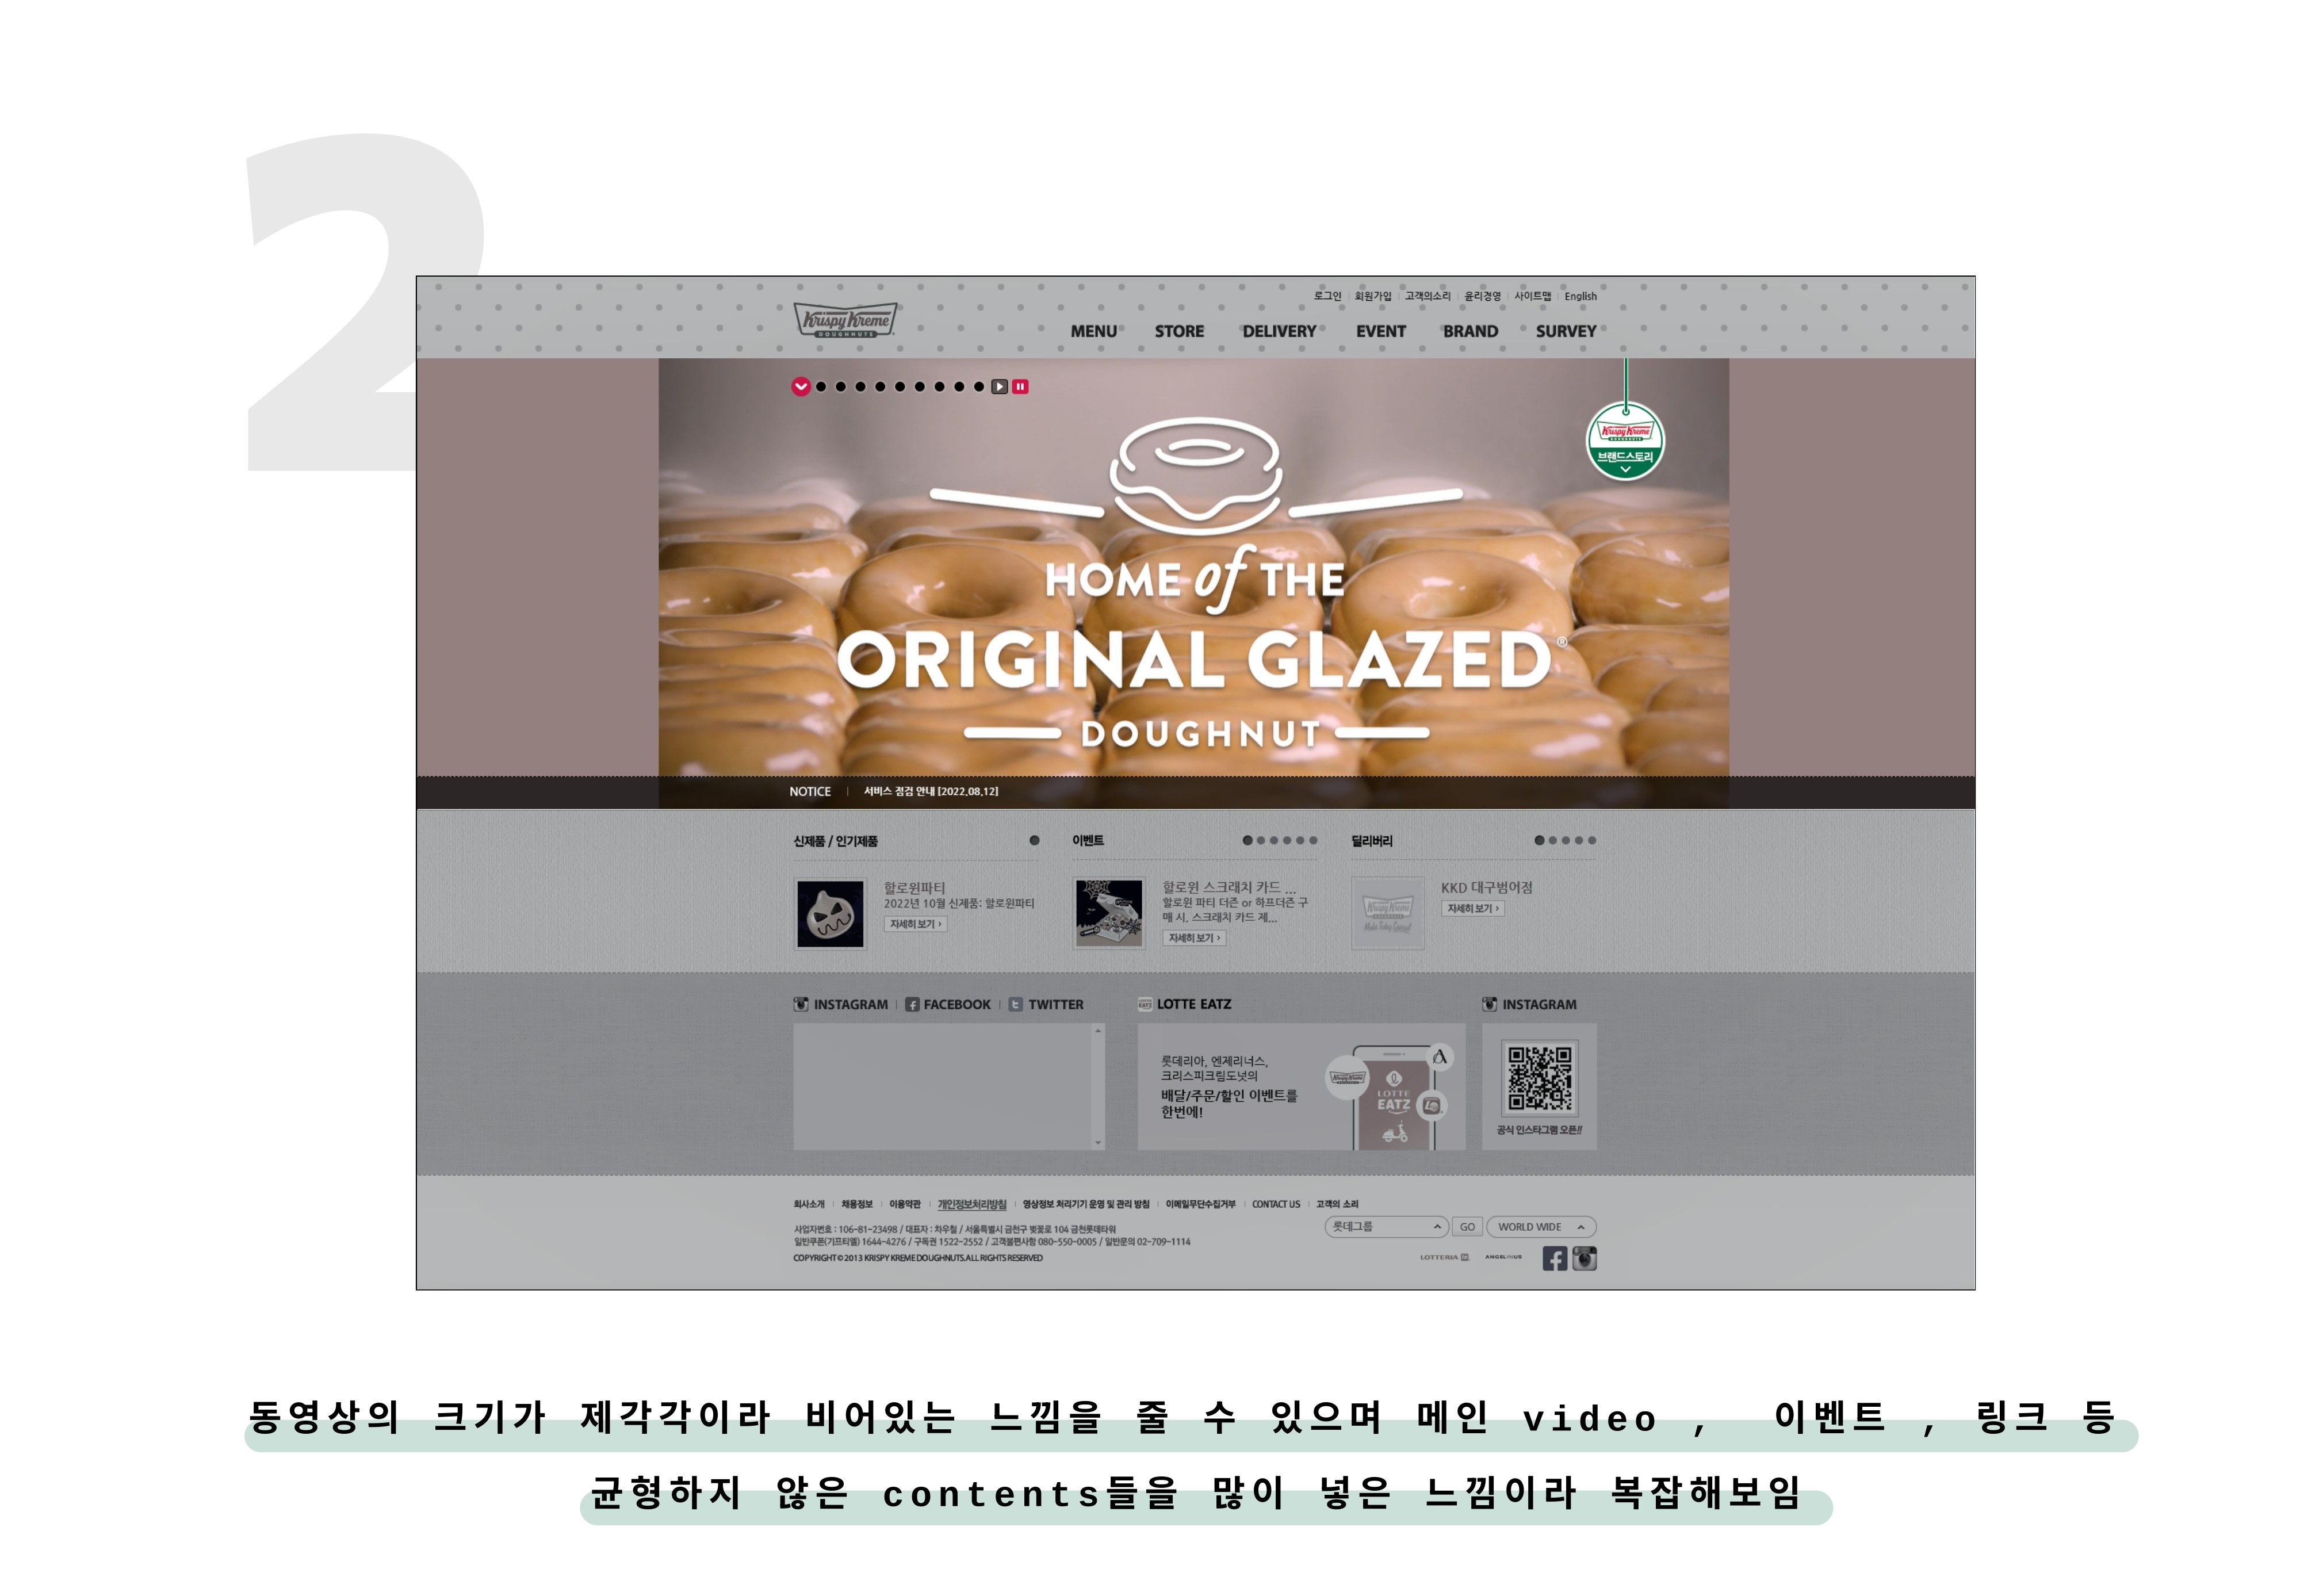 2
Krispy Kreme
DOUGHNUTS
로그인 회원가입 고객의소리 윤리경영 사이트맵 English
MENU STORE DELIVERY EVENT BRAND SURVEY
Krispy Kreme
DOUGHNUTS
브랜드스토리
HOME of THE
ORIGINAL GLAZED®
DOUGHNUT
NOTICE | 서비스 점검 안내 [2022.08.12]
신제품 / 인기제품
할로윈파티
2022년 10월 신제품: 할로윈파티
자세히 보기 ›
이벤트
할로윈 스크래치 카드 ...
할로윈 파티 더즌 or 하프더즌 구
매 시, 스크래치 카드 제...
자세히 보기 ›
딜리버리
Krispy Kreme
KKD 대구범어점
자세히 보기 ›
INSTAGRAM | FACEBOOK | TWITTER
LOTTE EATZ
롯데리아, 엔제리너스,
크리스피크림도넛의
배달/주문/할인 이벤트를
한번에!
Krispy Kreme
LOTTE
EATZ
INSTAGRAM
공식 인스타그램 오픈!!
회사소개 | 채용정보 | 이용약관 | 개인정보처리방침 | 영상정보 처리기기 운영 및 관리 방침 | 이메일무단수집거부 | CONTACT US | 고객의 소리
사업자번호 : 106-81-23498 / 대표자 : 차우철 / 서울특별시 금천구 벚꽃로 104 금천롯데타워
일반쿠폰(기프티엘) 1644-4276 / 구독권 1522-2552 / 고객불편사항 080-550-0005 / 일반문의 02-709-1114
COPYRIGHT © 2013 KRISPY KREME DOUGHNUTS.ALL RIGHTS RESERVED
롯데그룹 GO WORLD WIDE
LOTTERIA ANGELINUS
동영상의 크기가 제각각이라 비어있는 느낌을 줄 수 있으며 메인 video , 이벤트 , 링크 등
균형하지 않은 contents들을 많이 넣은 느낌이라 복잡해보임